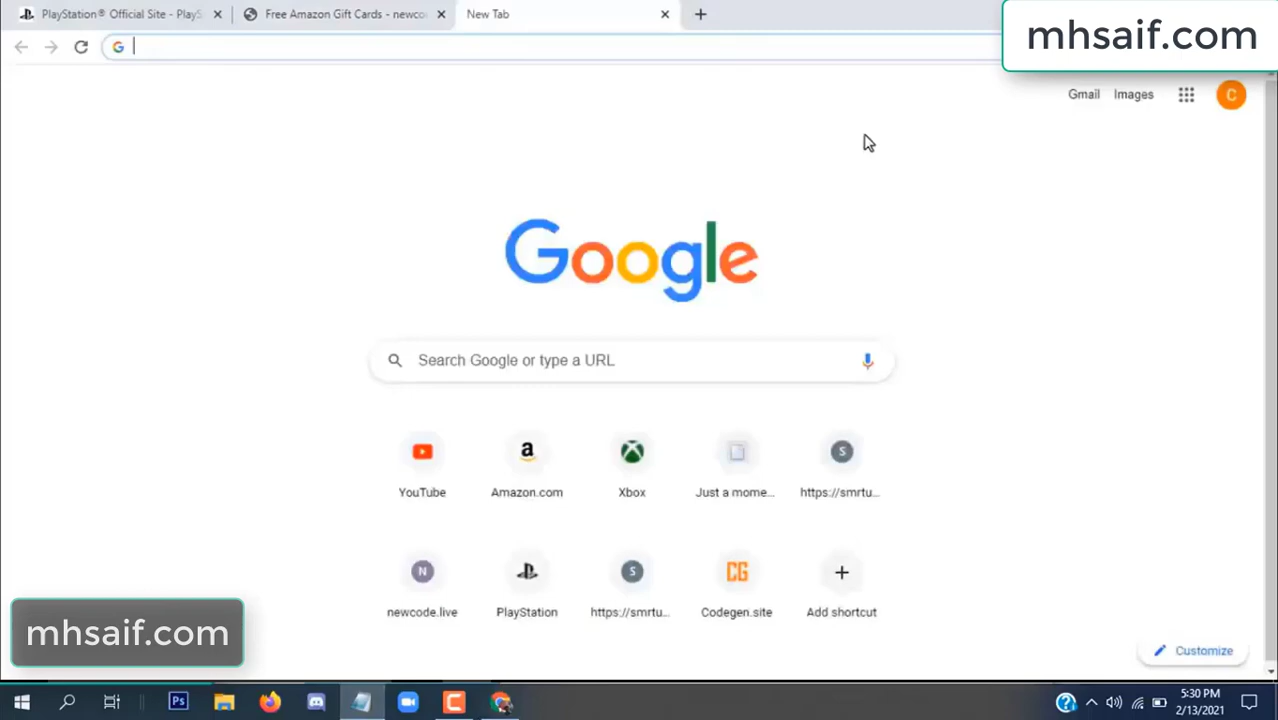 PlayStation® Official Site - PlayS
Free Amazon Gift Cards - newco
New Tab
mhsaif.com
Gmail
Images
C
Google
Search Google or type a URL
YouTube
Amazon.com
Xbox
Just a mome...
S
https://smrtu...
N
newcode.live
PlayStation
S
https://smrtu...
CG
Codegen.site
Add shortcut
mhsaif.com
Customize
Ps
5:30 PM
2/13/2021